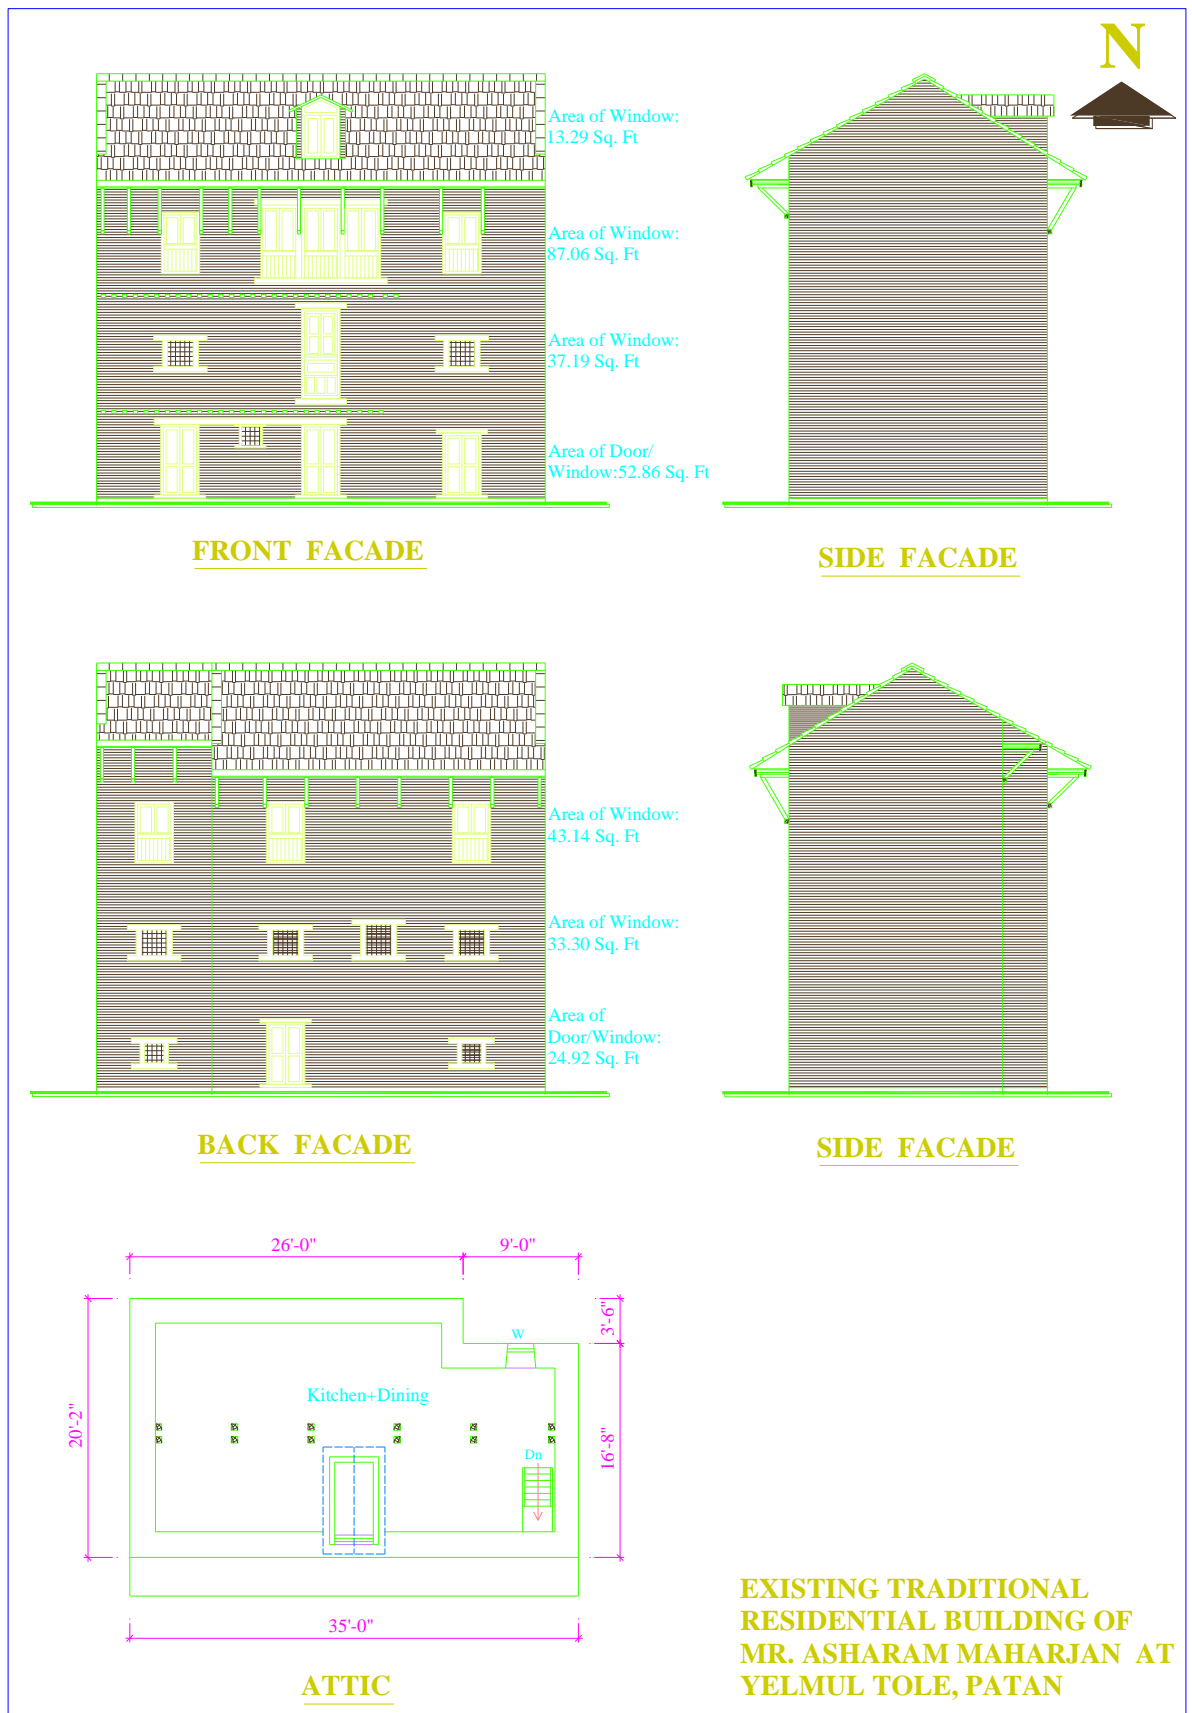 N
Area of Window:
13.29 Sq. Ft
Area of Window:
87.06 Sq. Ft
Area of Window:
37.19 Sq. Ft
Area of Door/
Window:52.86 Sq. Ft
FRONT FACADE
SIDE FACADE
Area of Window:
43.14 Sq. Ft
Area of Window:
33.30 Sq. Ft
Area of
Door/Window:
24.92 Sq. Ft
BACK FACADE
SIDE FACADE
26'-0"
9'-0"
3'-6"
W
Kitchen+Dining
20'-2"
16'-8"
Dn
35'-0"
ATTIC
EXISTING TRADITIONAL
RESIDENTIAL BUILDING OF
MR. ASHARAM MAHARJAN AT
YELMUL TOLE, PATAN